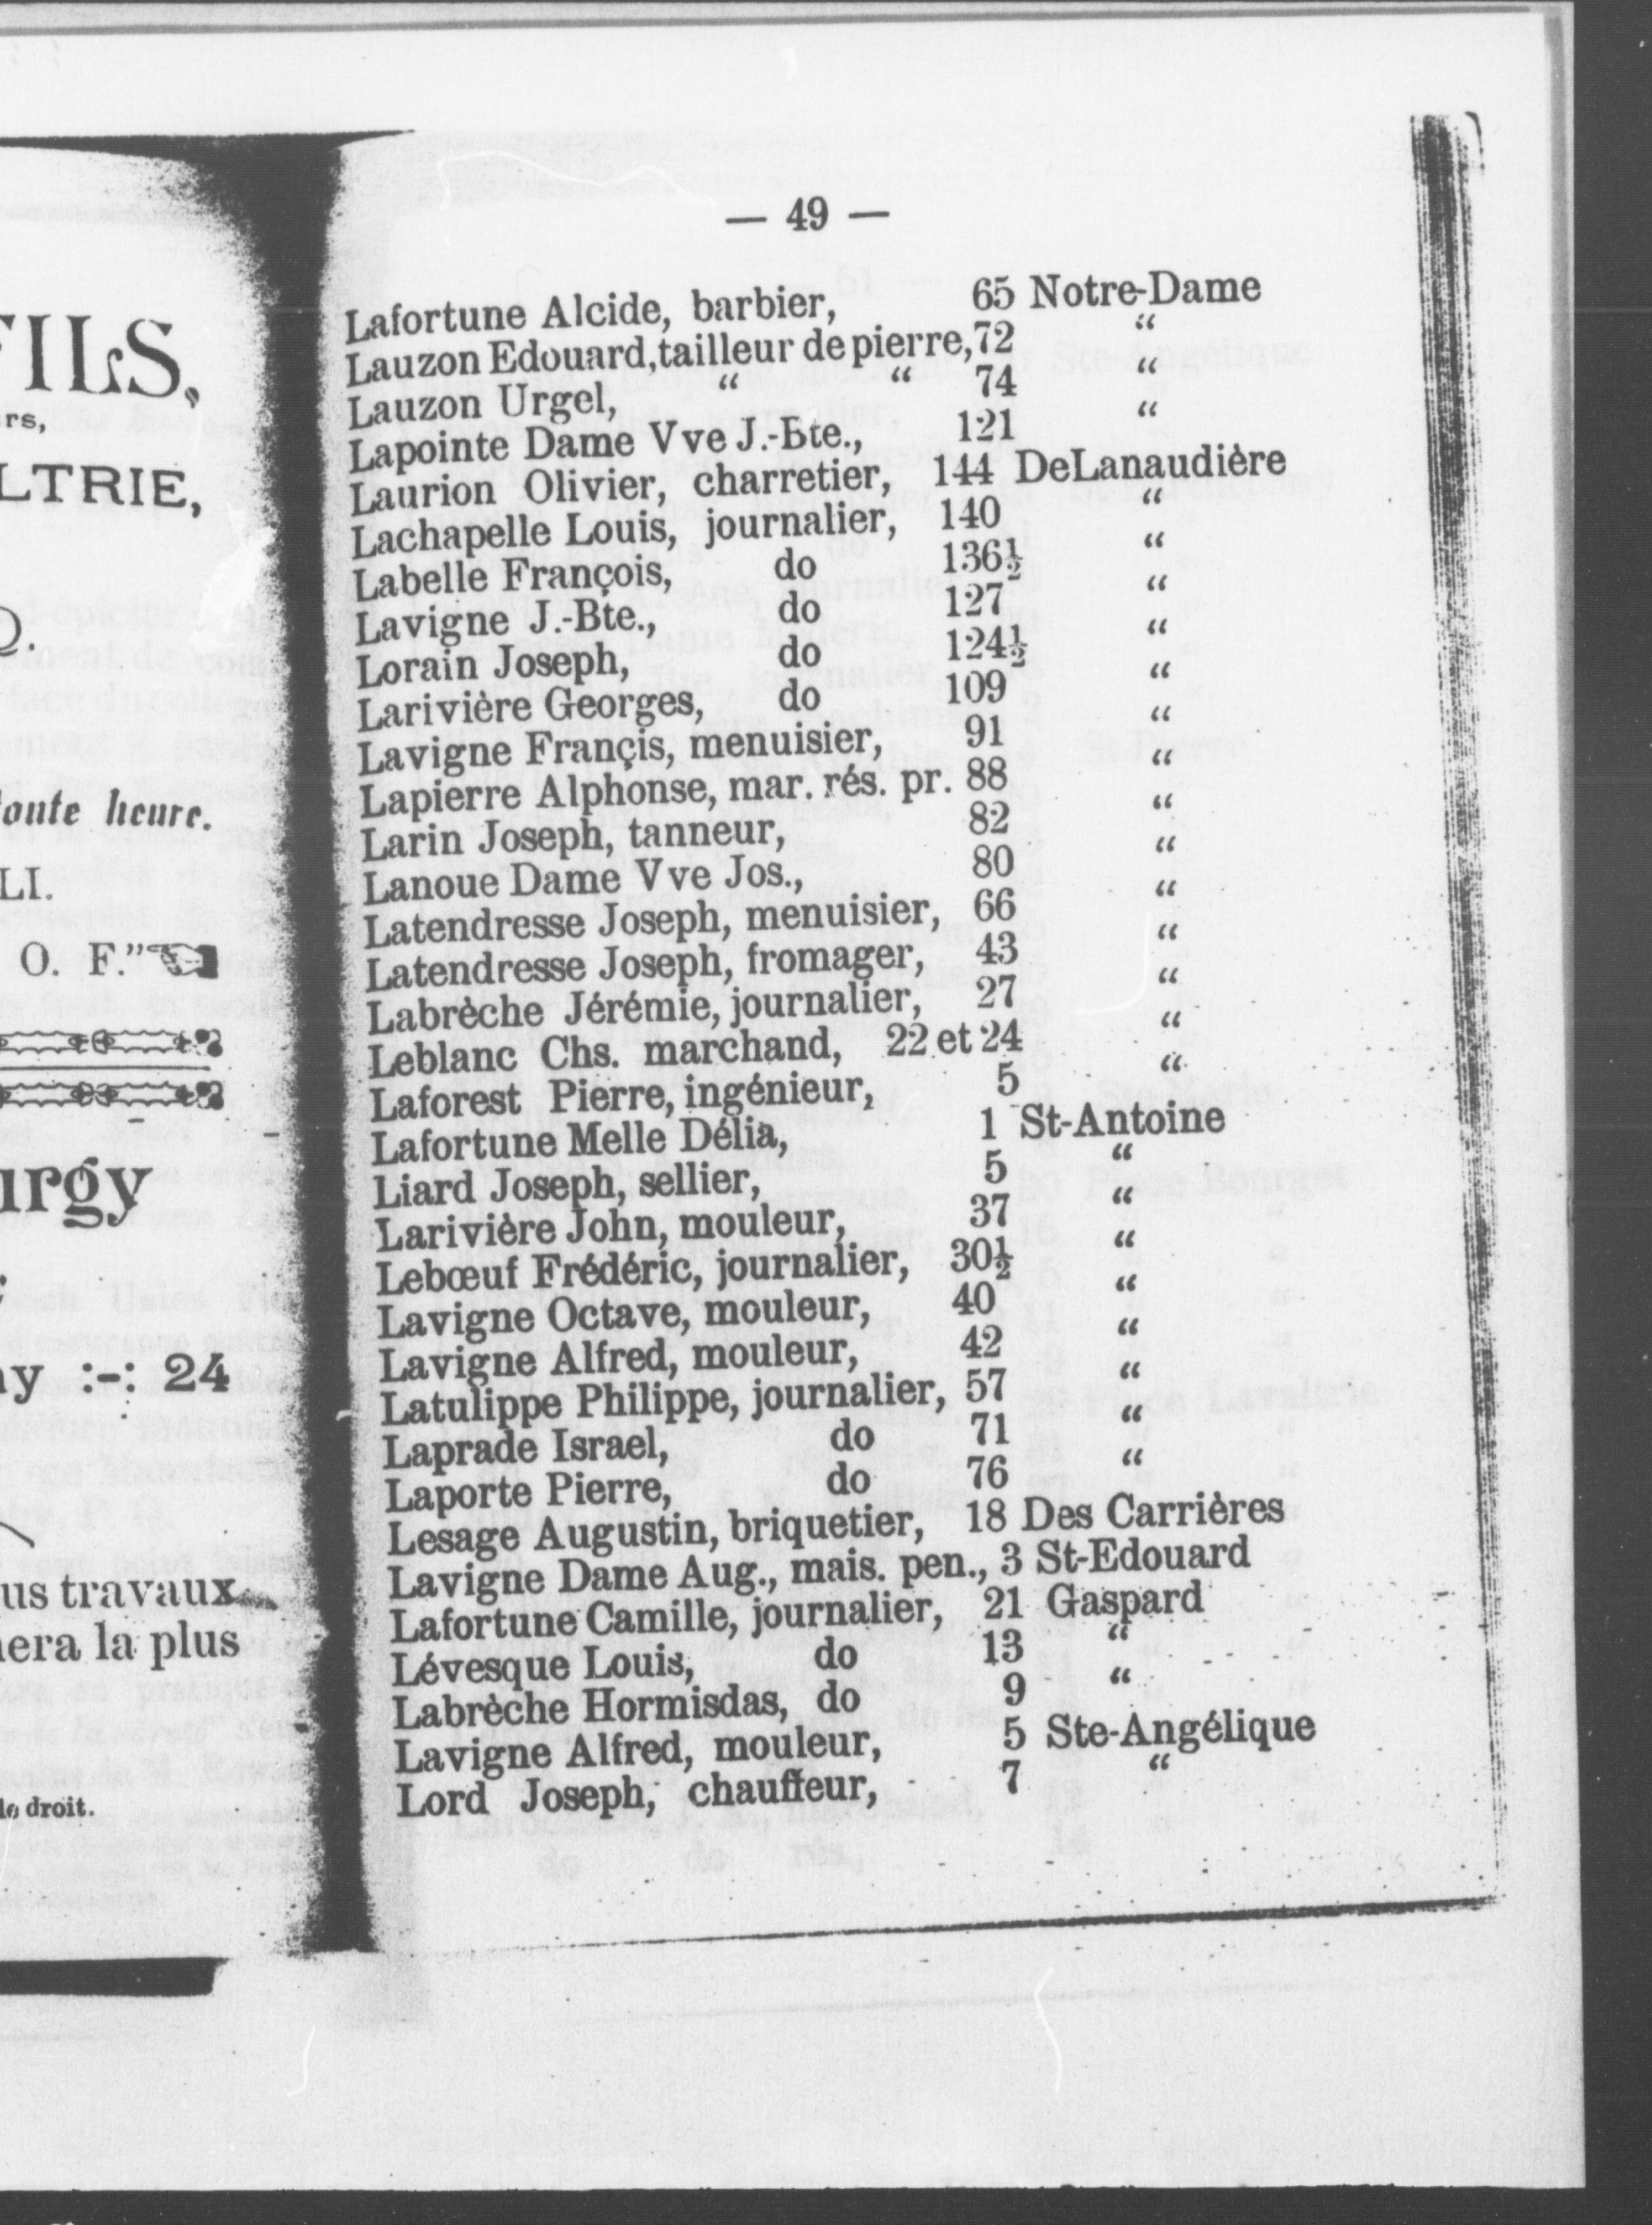 FILS,
rs,
LTRIE,
Q.
toute heure.
LI.
O. F."
urgy
ay :-: 24
us travaux
nera la plus
le droit.
— 49 —
Lafortune Alcide, barbier, 65 Notre-Dame
Lauzon Edouard, tailleur de pierre, 72 “
Lauzon Urgel, “ “ 74 “
Lapointe Dame Vve J.-Bte., 121 “
Laurion Olivier, charretier, 144 DeLanaudière
Lachapelle Louis, journalier, 140 “
Labelle François, do 136½ “
Lavigne J.-Bte., do 127 “
Lorain Joseph, do 124½ “
Larivière Georges, do 109 “
Lavigne Françis, menuisier, 91 “
Lapierre Alphonse, mar. rés. pr. 88 “
Larin Joseph, tanneur, 82 “
Lanoue Dame Vve Jos., 80 “
Latendresse Joseph, menuisier, 66 “
Latendresse Joseph, fromager, 43 “
Labrèche Jérémie, journalier, 27 “
Leblanc Chs. marchand, 22 et 24 “
Laforest Pierre, ingénieur, 5 “
Lafortune Melle Délia, 1 St-Antoine
Liard Joseph, sellier, 5 “
Larivière John, mouleur, 37 “
Lebœuf Frédéric, journalier, 30½ “
Lavigne Octave, mouleur, 40 “
Lavigne Alfred, mouleur, 42 “
Latulippe Philippe, journalier, 57 “
Laprade Israel, do 71 “
Laporte Pierre, do 76 “
Lesage Augustin, briquetier, 18 Des Carrières
Lavigne Dame Aug., mais. pen., 3 St-Edouard
Lafortune Camille, journalier, 21 Gaspard
Lévesque Louis, do 13 “
Labrèche Hormisdas, do 9 “
Lavigne Alfred, mouleur, 5 Ste-Angélique
Lord Joseph, chauffeur, 7 “